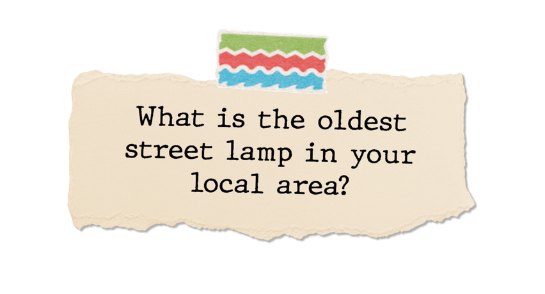 What is the oldest
street lamp in your
local area?